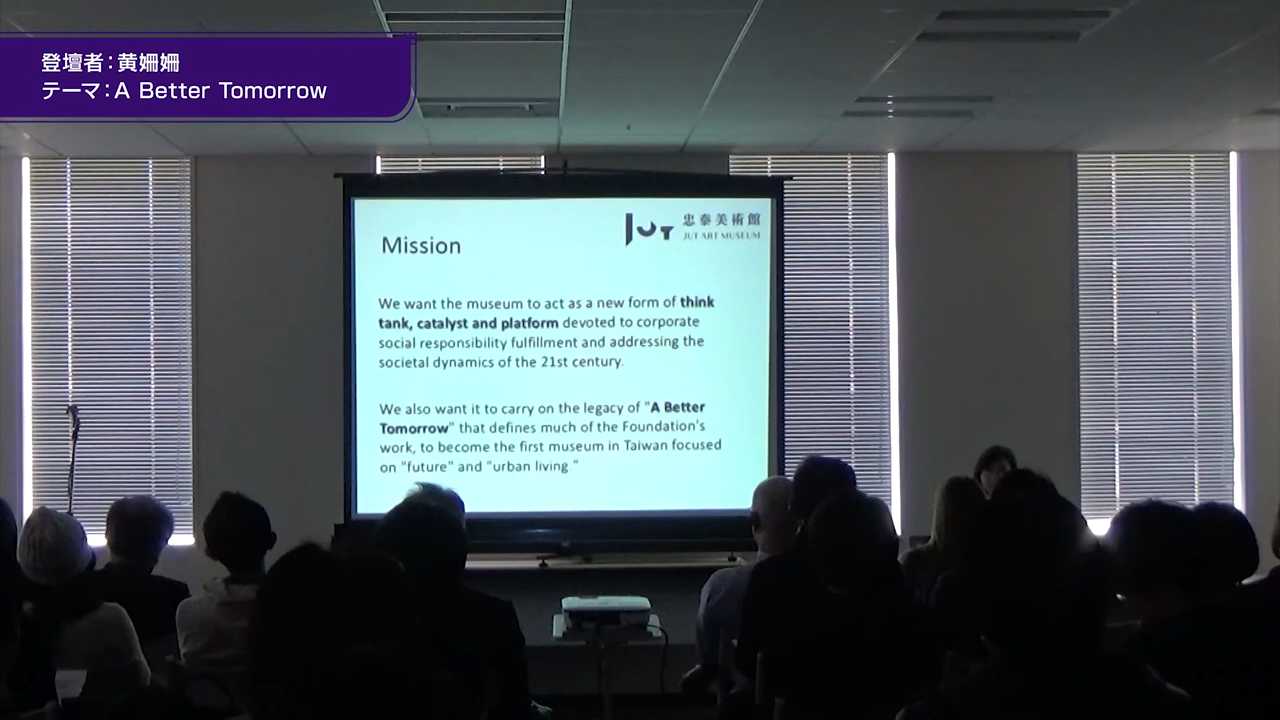 登壇者：黄姍姍
テーマ：A Better Tomorrow
JUT 忠泰美術館
JUT ART MUSEUM
Mission
We want the museum to act as a new form of think
tank, catalyst and platform devoted to corporate
social responsibility fulfillment and addressing the
societal dynamics of the 21st century.
We also want it to carry on the legacy of "A Better
Tomorrow" that defines much of the Foundation's
work, to become the first museum in Taiwan focused
on "future" and "urban living."